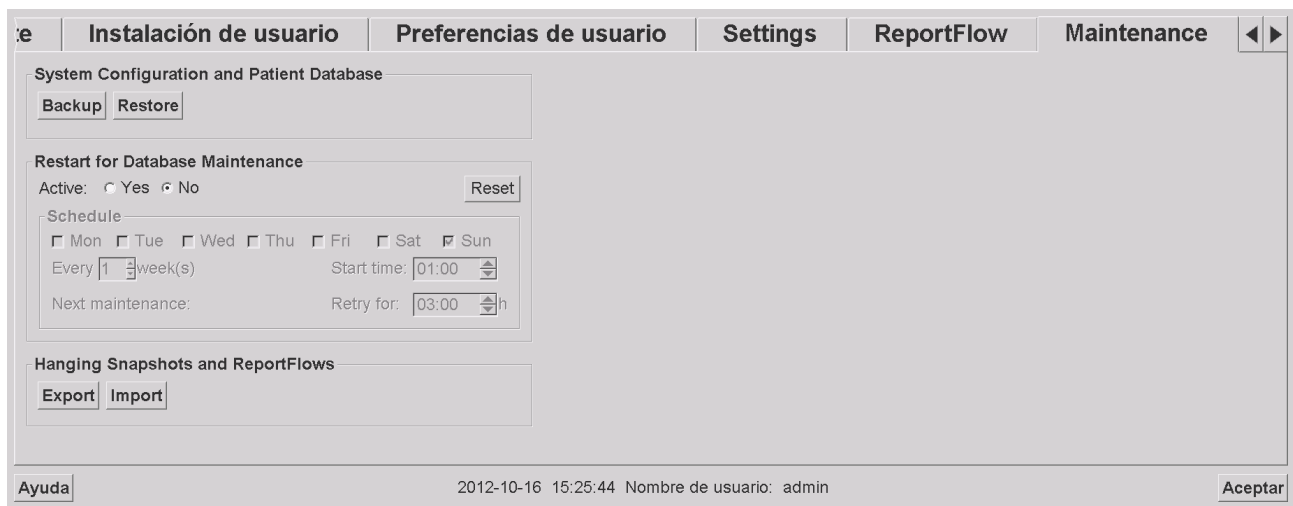 te Instalación de usuario Preferencias de usuario Settings ReportFlow Maintenance
System Configuration and Patient Database
Backup Restore
Restart for Database Maintenance
Active: Yes No Reset
Schedule
Mon Tue Wed Thu Fri Sat Sun
Every 1 week(s) Start time: 01:00
Next maintenance: Retry for: 03:00 h
Hanging Snapshots and ReportFlows
Export Import
Ayuda 2012-10-16 15:25:44 Nombre de usuario: admin Aceptar